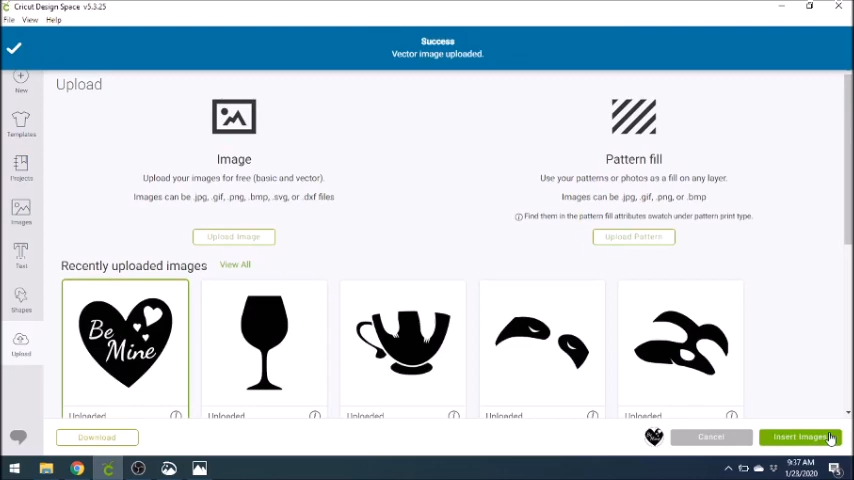 Cricut Design Space v5.3.25
File View Help
Success
Vector image uploaded.
New
Templates
Projects
Images
Text
Shapes
Upload
Upload
Image
Upload your images for free (basic and vector).
Images can be .jpg, .gif, .png, .bmp, .svg, or .dxf files
Upload Image
Pattern fill
Use your patterns or photos as a fill on any layer.
Images can be .jpg, .gif, .png, or .bmp
Find them in the pattern fill attributes swatch under pattern print type.
Upload Pattern
Recently uploaded images View All
Be
Mine
Uploaded
Uploaded
Uploaded
Uploaded
Uploaded
Download
Be Mine
Cancel
Insert Images
9:37 AM
1/23/2020